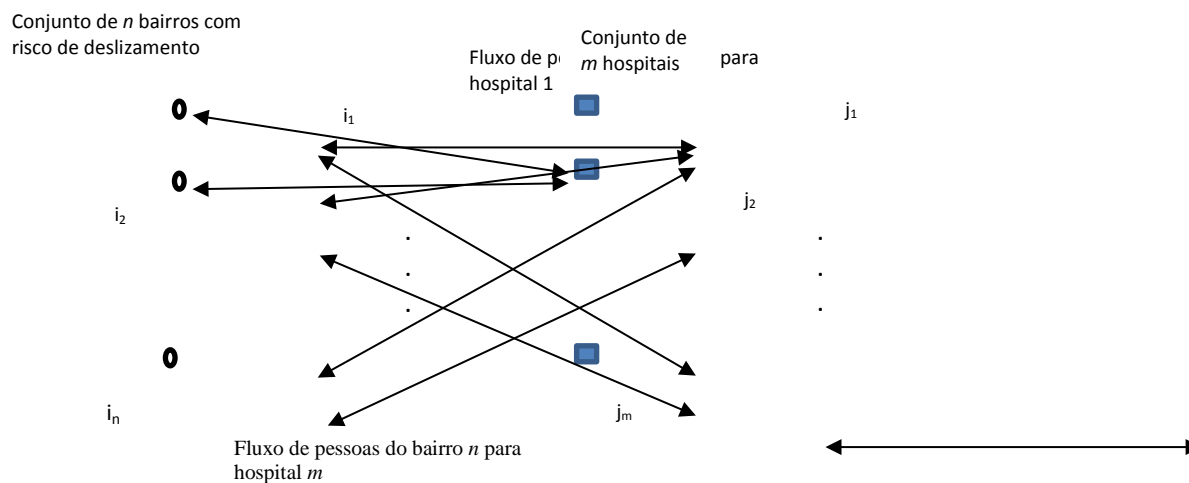 Conjunto de n bairros com
risco de deslizamento
Fluxo de
hospital 1
Conjunto de
m hospitais
para
i1
j1
i2
j2
.
.
.
.
.
.
in
jm
Fluxo de pessoas do bairro n para
hospital m